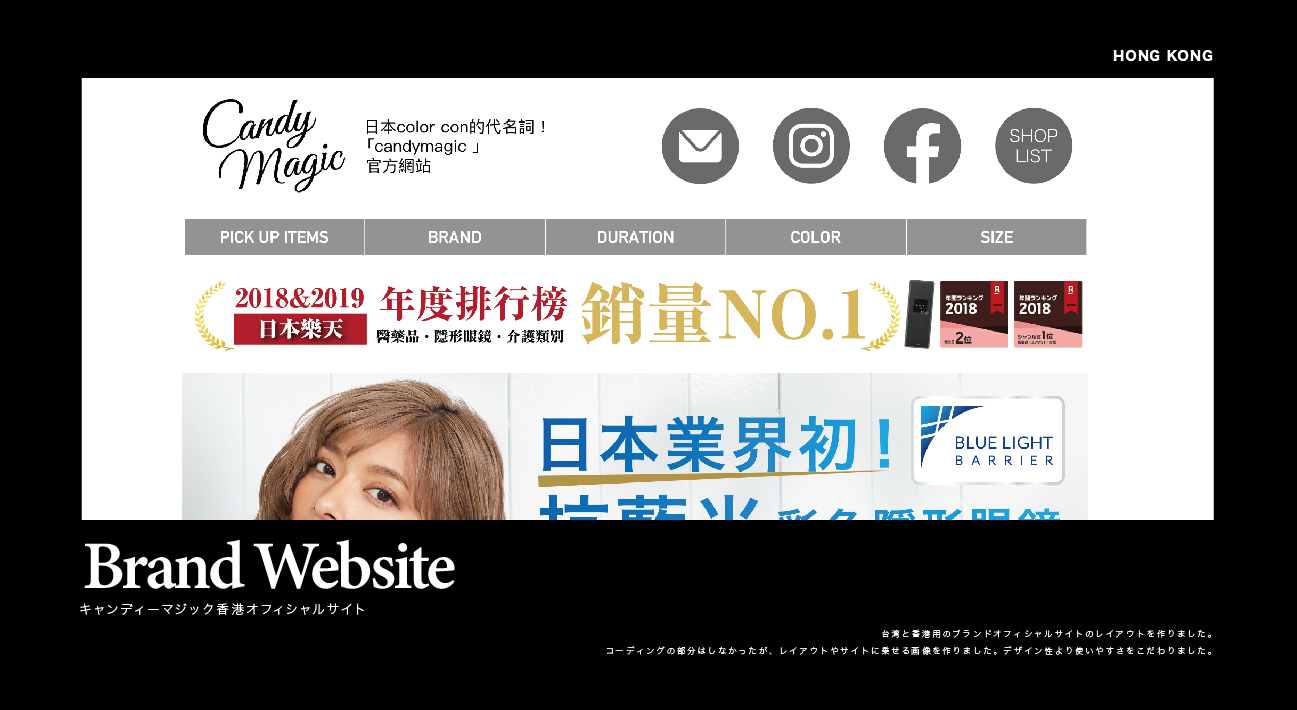 HONG KONG
Candy
Magic
日本color con的代名詞！
「candymagic 」
官方網站
SHOP
LIST
PICK UP ITEMS
BRAND
DURATION
COLOR
SIZE
2018&2019
日本樂天
年度排行榜
醫藥品・隱形眼鏡・介護類別
銷量NO.1
年間ランキング
2018
2位
年間ランキング
2018
ジャンル賞1位
日本業界初！
BLUE LIGHT
BARRIER
抗藍光 彩色隱形眼鏡
Brand Website
キャンディーマジック香港オフィシャルサイト
台湾と香港用のブランドオフィシャルサイトのレイアウトを作りました。
コーディングの部分はしなかったが、レイアウトやサイトに乗せる画像を作りました。デザイン性より使いやすさをこだわりました。